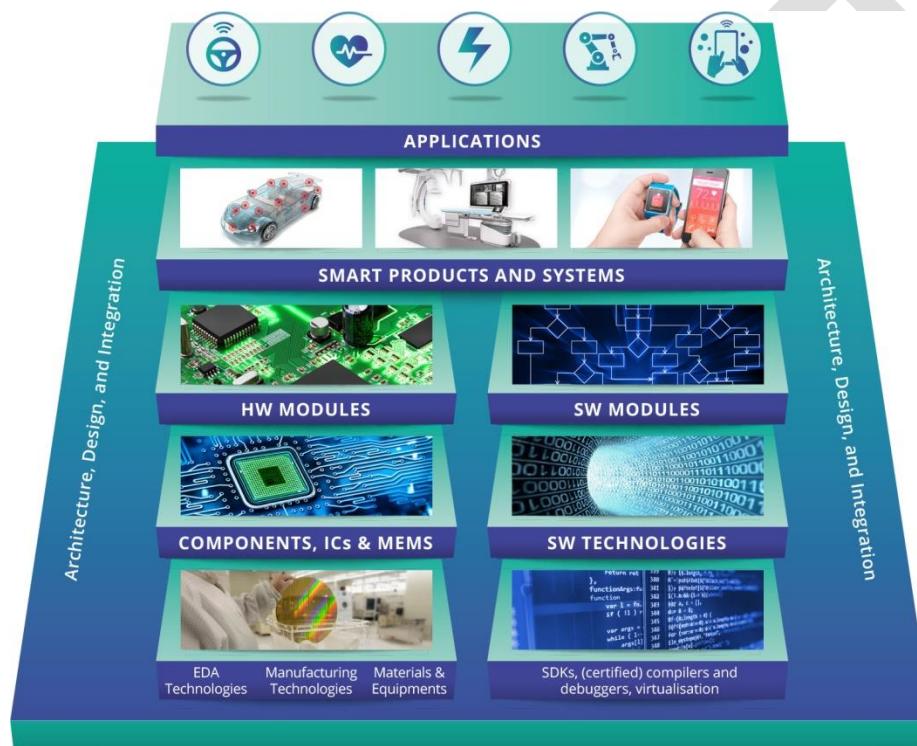 APPLICATIONS
SMART PRODUCTS AND SYSTEMS
HW MODULES
SW MODULES
COMPONENTS, ICs & MEMS
SW TECHNOLOGIES
EDA
Technologies
Manufacturing
Technologies
Materials &
Equipments
SDKs, (certified) compilers and
debuggers, virtualisation
Architecture, Design, and Integration
Architecture, Design, and Integration